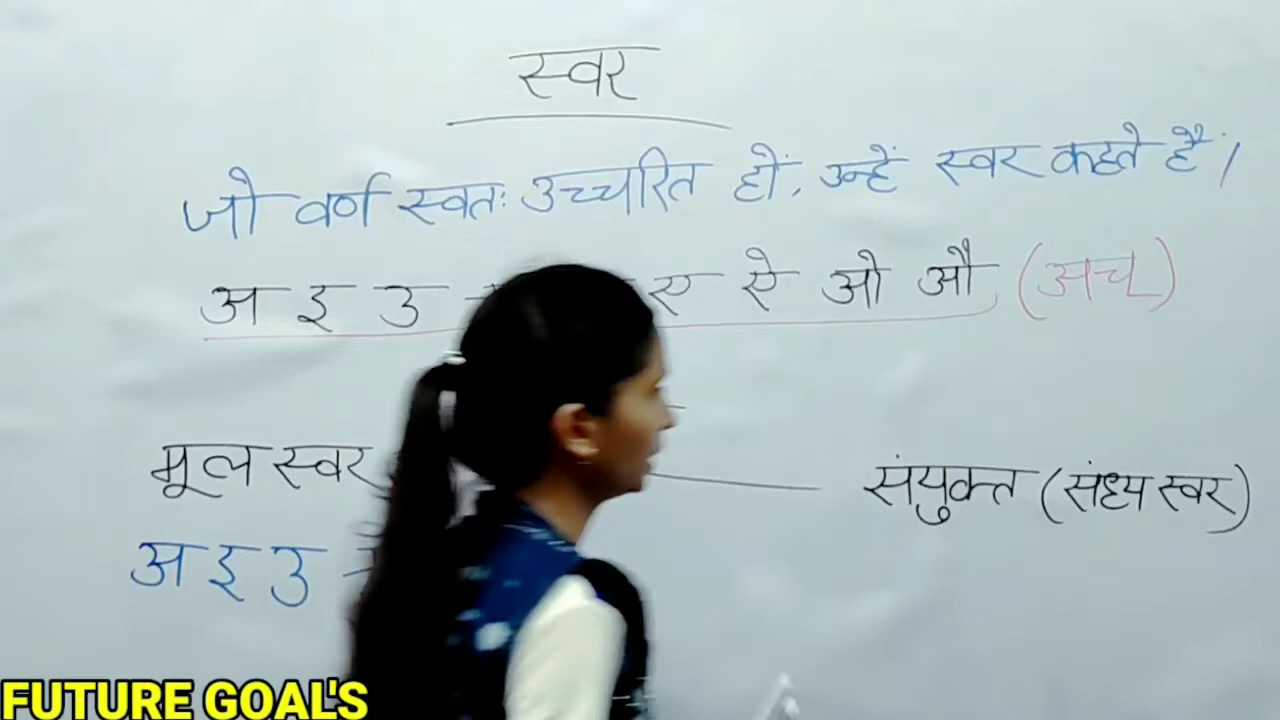 स्वर
जो वर्ण स्वतः उच्चरित हों, उन्हें स्वर कहते हैं।
अ इ उ ए ऐ ओ औ (अच)
मूल स्वर संयुक्त (संध्य स्वर)
अ इ उ
FUTURE GOAL'S